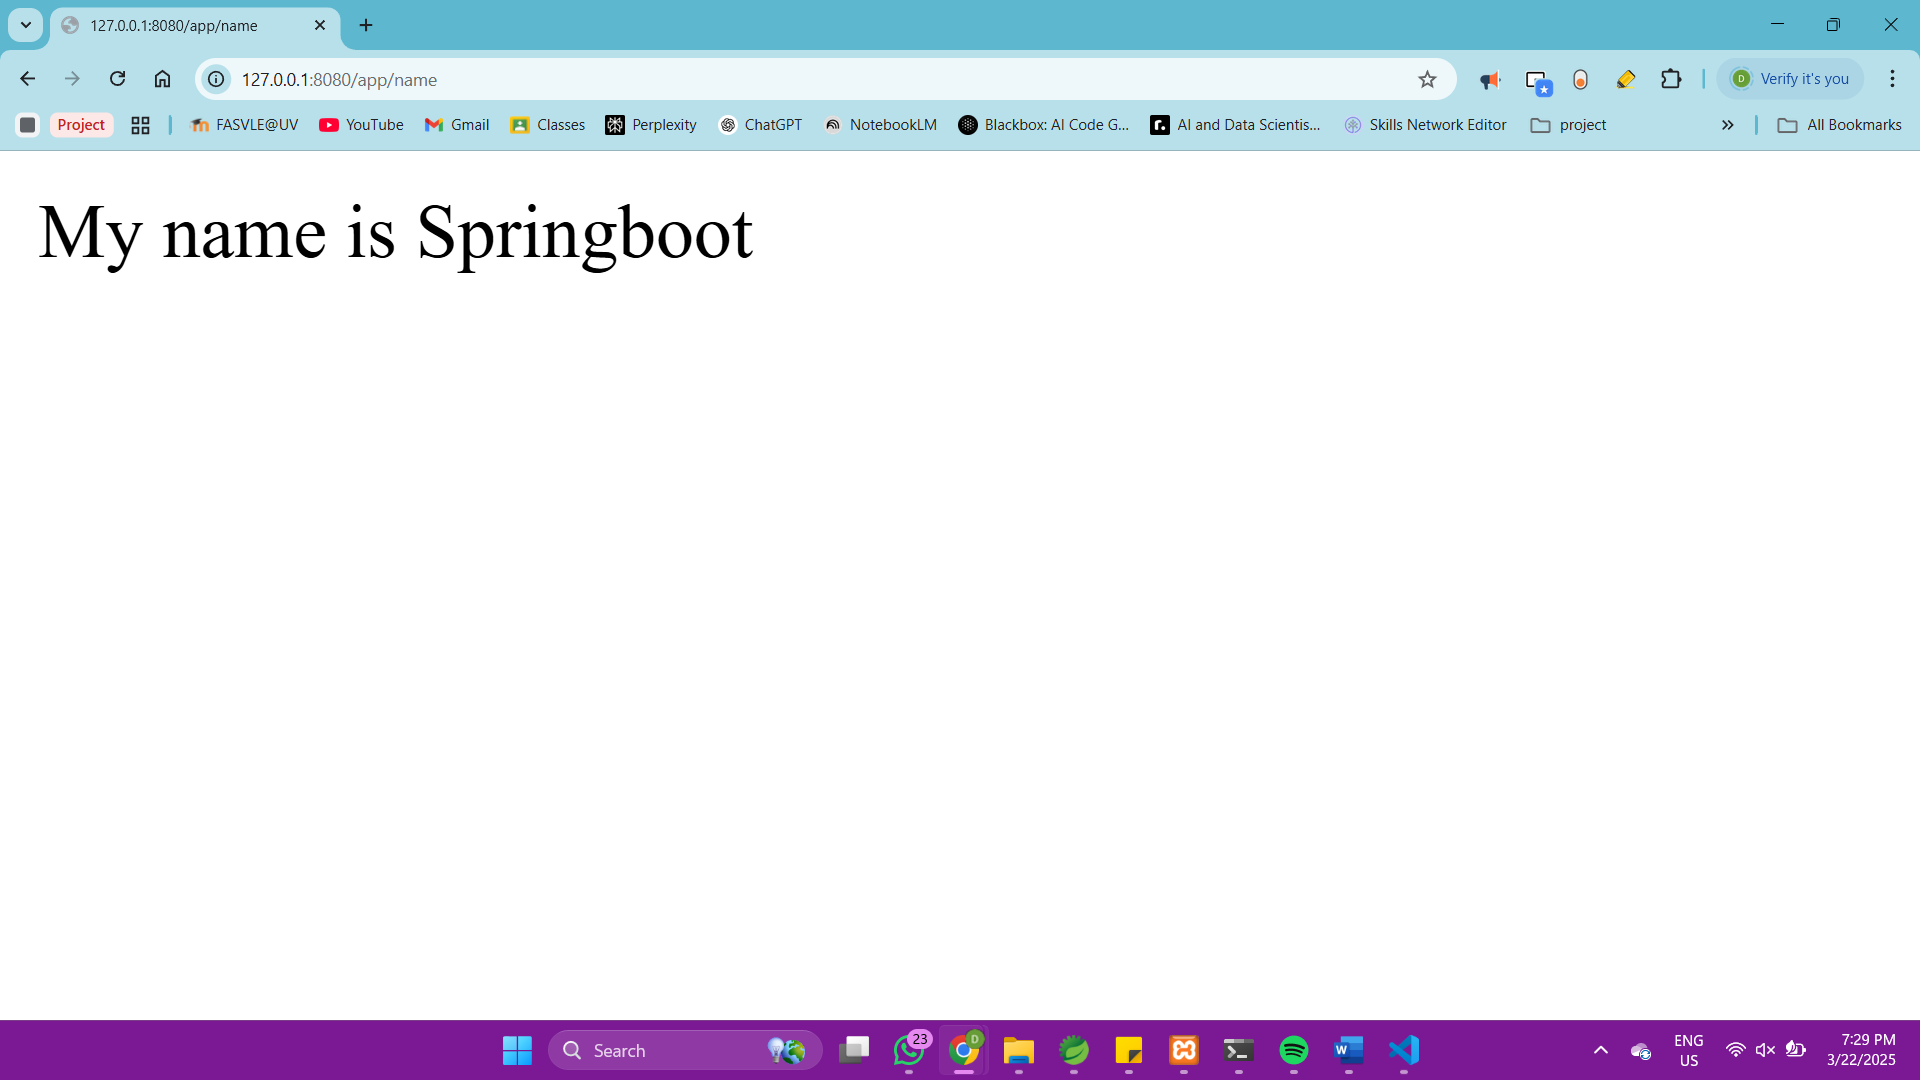 127.0.0.1:8080/app/name
127.0.0.1:8080/app/name
D Verify it's you
Project FASVLE@UV YouTube Gmail Classes Perplexity ChatGPT NotebookLM Blackbox: AI Code G... AI and Data Scientis... Skills Network Editor project All Bookmarks
My name is Springboot
Search
23
D
W
ENG
US
7:29 PM
3/22/2025